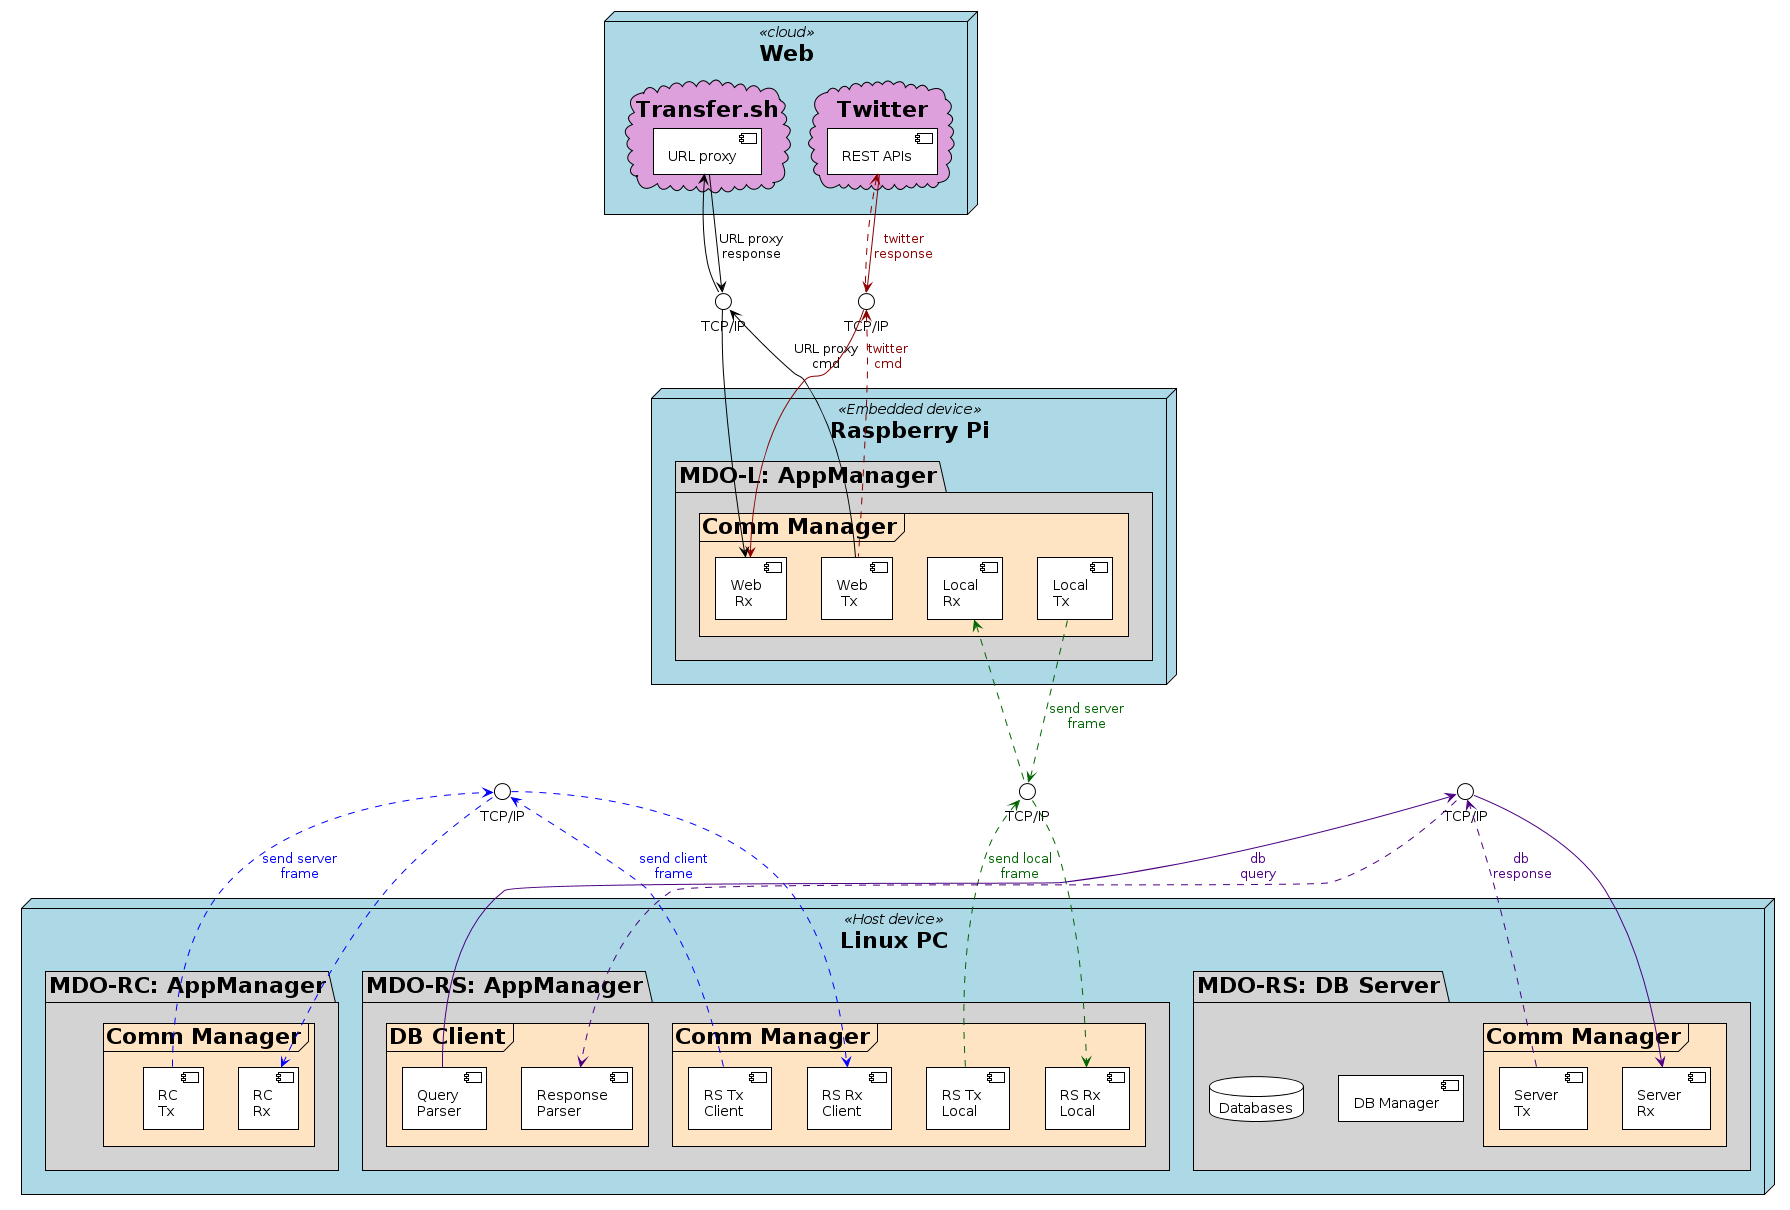 «cloud»
Web
Transfer.sh
URL proxy
Twitter
REST APIs
URL proxy
response
twitter
response
TCP/IP
TCP/IP
URL proxy
cmd
twitter
cmd
«Embedded device»
Raspberry Pi
MDO-L: AppManager
Comm Manager
Web
Rx
Web
Tx
Local
Rx
Local
Tx
send server
frame
TCP/IP
TCP/IP
TCP/IP
send server
frame
send client
frame
send local
frame
db
query
db
response
«Host device»
Linux PC
MDO-RC: AppManager
Comm Manager
RC
Tx
RC
Rx
MDO-RS: AppManager
DB Client
Query
Parser
Response
Parser
Comm Manager
RS Tx
Client
RS Rx
Client
RS Tx
Local
RS Rx
Local
MDO-RS: DB Server
Databases
DB Manager
Comm Manager
Server
Tx
Server
Rx